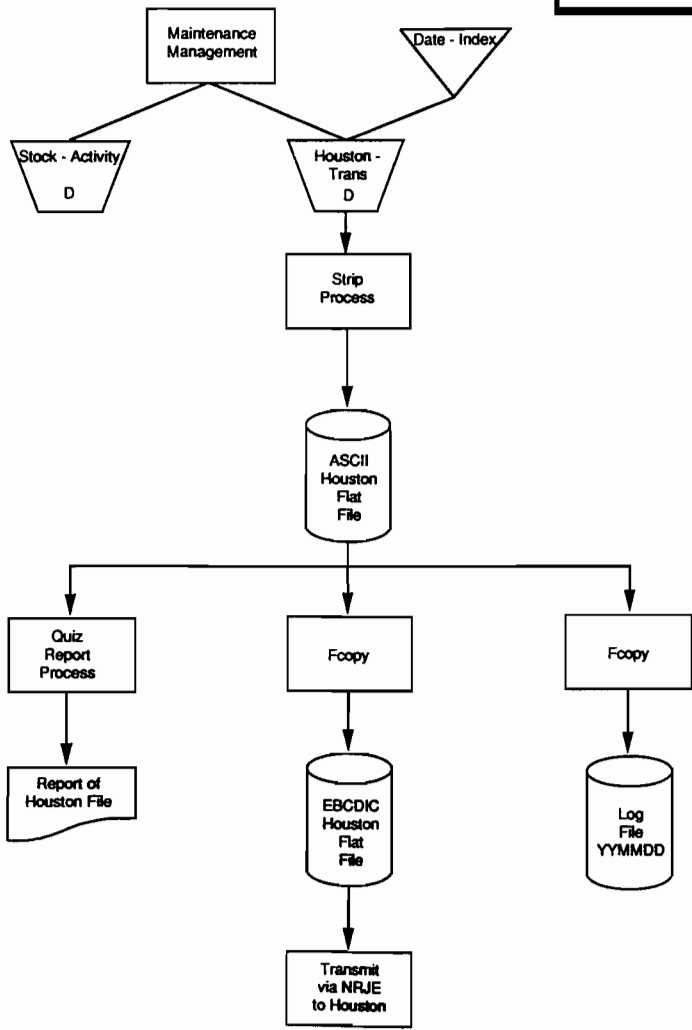 Maintenance
Management
Date - Index
Stock - Activity
D
Houston -
Trans
D
Strip
Process
ASCII
Houston
Flat
File
Quiz
Report
Process
Fcopy
Fcopy
Report of
Houston File
EBCDIC
Houston
Flat
File
Log
File
YYMMDD
Transmit
via NRJE
to Houston